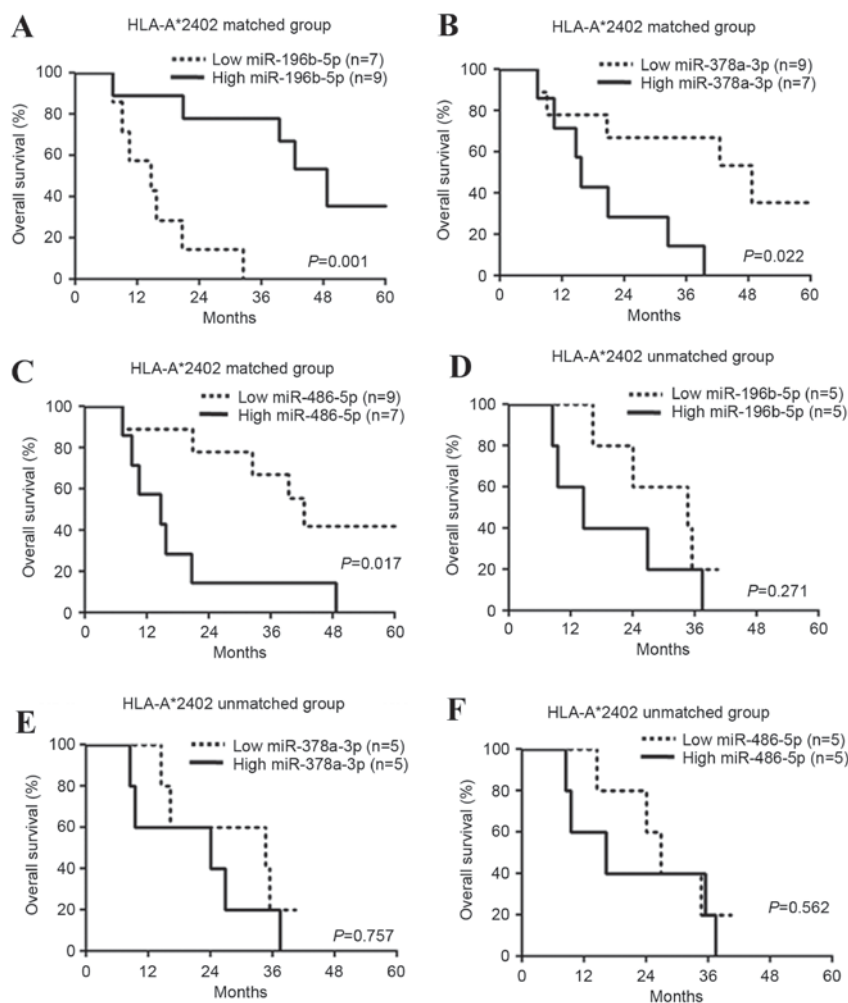 A
HLA-A*2402 matched group
Low miR-196b-5p (n=7)
High miR-196b-5p (n=9)
Overall survival (%)
100
80
60
40
20
0
P=0.001
0 12 24 36 48 60
Months
B
HLA-A*2402 matched group
Low miR-378a-3p (n=9)
High miR-378a-3p (n=7)
Overall survival (%)
100
80
60
40
20
0
P=0.022
0 12 24 36 48 60
Months
C
HLA-A*2402 matched group
Low miR-486-5p (n=9)
High miR-486-5p (n=7)
Overall survival (%)
100
80
60
40
20
0
P=0.017
0 12 24 36 48 60
Months
D
HLA-A*2402 unmatched group
Low miR-196b-5p (n=5)
High miR-196b-5p (n=5)
Overall survival (%)
100
80
60
40
20
0
P=0.271
0 12 24 36 48 60
Months
E
HLA-A*2402 unmatched group
Low miR-378a-3p (n=5)
High miR-378a-3p (n=5)
Overall survival (%)
100
80
60
40
20
0
P=0.757
0 12 24 36 48 60
Months
F
HLA-A*2402 unmatched group
Low miR-486-5p (n=5)
High miR-486-5p (n=5)
Overall survival (%)
100
80
60
40
20
0
P=0.562
0 12 24 36 48 60
Months